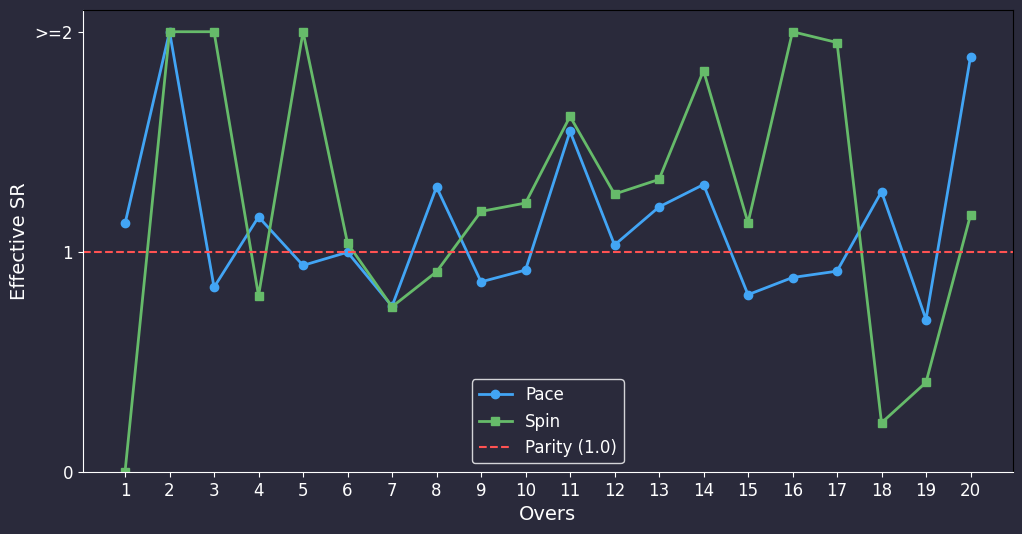 >=2
1
0
Effective SR
Pace
Spin
Parity (1.0)
1 2 3 4 5 6 7 8 9 10 11 12 13 14 15 16 17 18 19 20
Overs